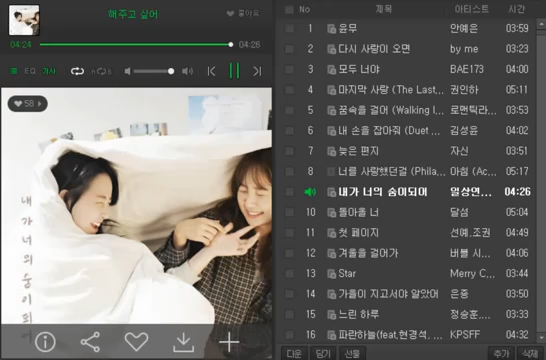 해주고 싶어
좋아요
04:24
04:26
EQ 가사
58
내가 너의 숨이 되어
No 제목 아티스트 시간
1 윤무 안예은 03:59
2 다시 사랑이 오면 by me 03:23
3 모두 너야 BAE173 04:00
4 마지막 사랑 (The Last,... 권인하 05:11
5 꿈속을 걸어 (Walking I... 로맨틱라... 03:53
6 내 손을 잡아줘 (Duet ... 김성윤 04:02
7 늦은 편지 자신 03:51
8 너를 사랑했던걸 (Phila... 아침 (Ac... 05:17
내가 너의 숨이되어 일상연... 04:26
10 돌아올 너 달섬 05:04
11 첫 페이지 선예,조권 04:49
12 겨울을 걸어가 버블 시... 04:06
13 Star Merry C... 03:44
14 가을이 지고서야 알았어 은종 03:50
15 느린 하루 정승훈.... 03:33
16 파란하늘(feat,현경석. ... KPSFF 04:32
다운 담기 선물 추가 삭제